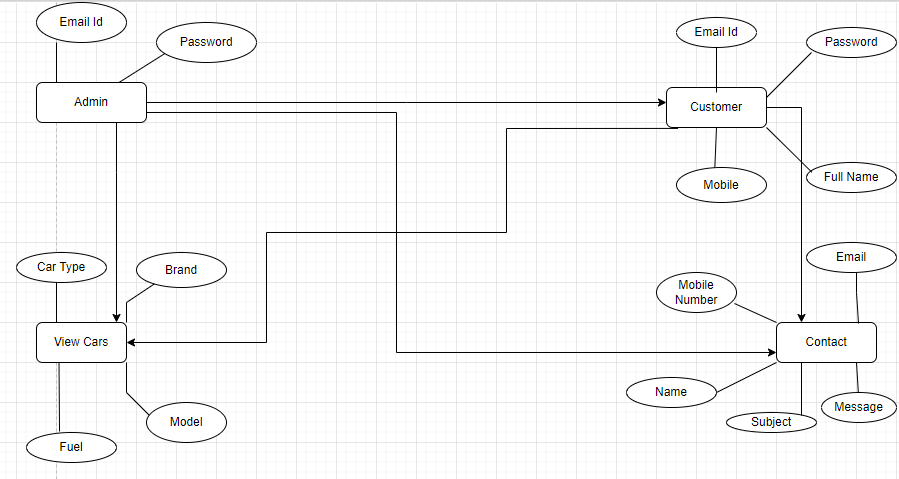 Email Id
Password
Admin
Email Id
Password
Customer
Mobile
Full Name
Car Type
Brand
View Cars
Model
Fuel
Email
Mobile
Number
Contact
Name
Subject
Message